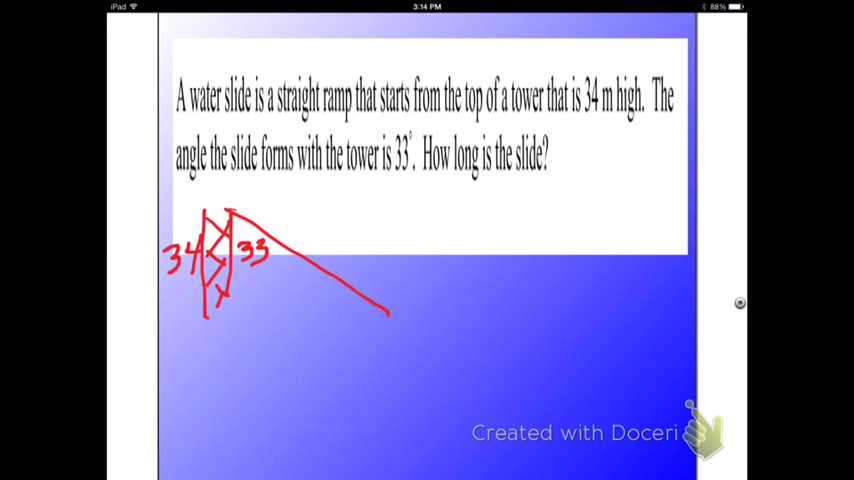 iPad 3:14 PM 88%
A water slide is a straight ramp that starts from the top of a tower that is 34 m high. The
angle the slide forms with the tower is 33°. How long is the slide?
34 33
Created with Doceri